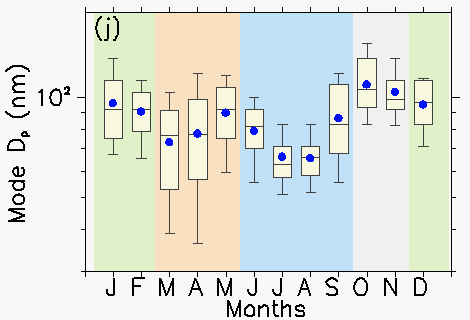 (j)
Mode Dₚ (nm)
10²
J F M A M J J A S O N D
Months